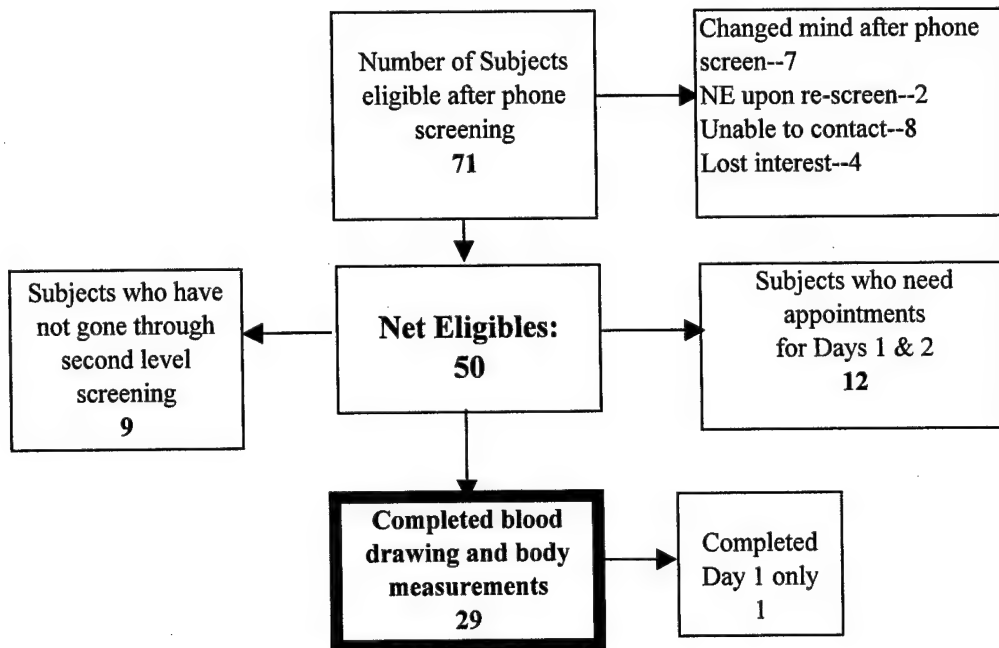 Number of Subjects
eligible after phone
screening
71
Changed mind after phone
screen--7
NE upon re-screen--2
Unable to contact--8
Lost interest--4
Subjects who have
not gone through
second level
screening
9
Net Eligibles:
50
Subjects who need
appointments
for Days 1 & 2
12
Completed blood
drawing and body
measurements
29
Completed
Day 1 only
1